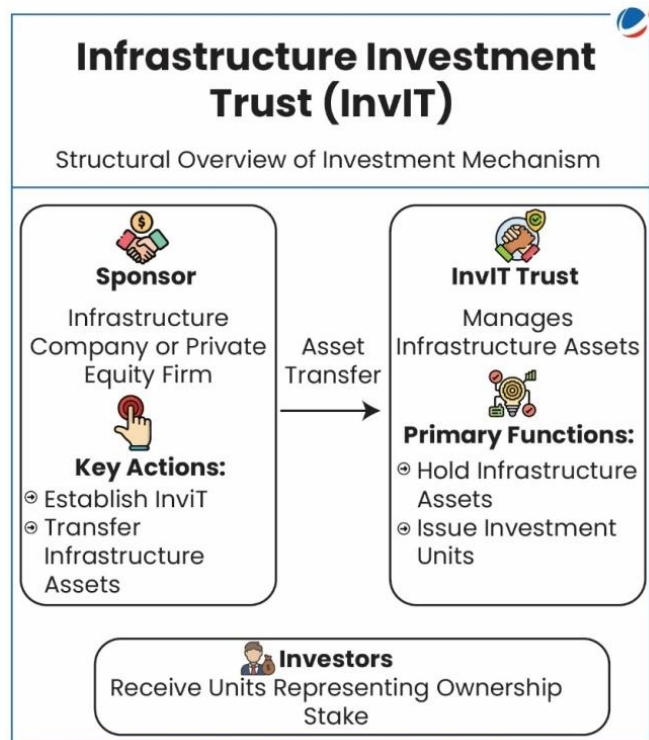 Infrastructure Investment
Trust (InvIT)
Structural Overview of Investment Mechanism
Sponsor
Infrastructure
Company or Private
Equity Firm
Key Actions:
Establish InviT
Transfer
Infrastructure
Assets
Asset
Transfer
InvIT Trust
Manages
Infrastructure Assets
Primary Functions:
Hold Infrastructure
Assets
Issue Investment
Units
Investors
Receive Units Representing Ownership
Stake